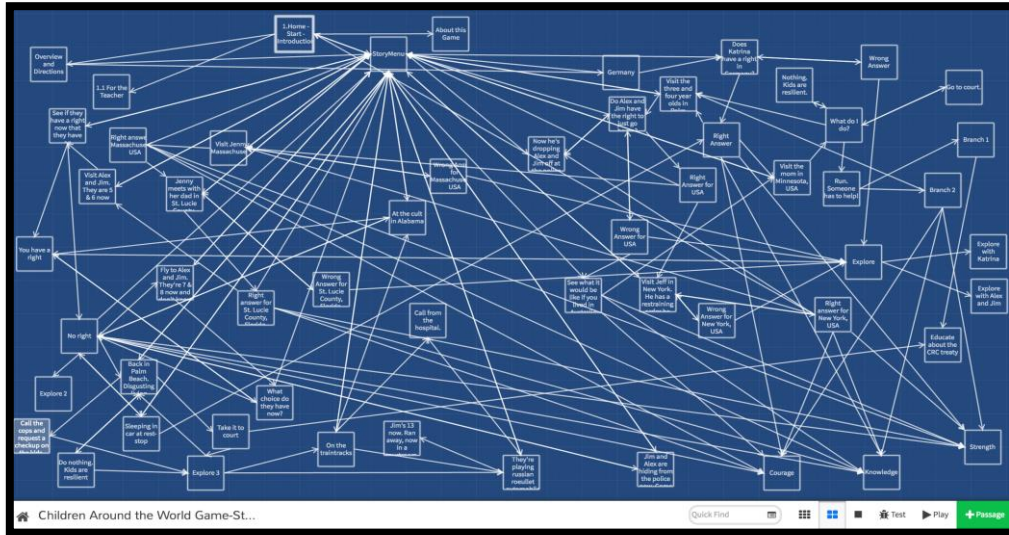 1.Home -
Start -
Introduction
About this
Game
Overview
and
Directions
StoryMenu
Does
Katrina
have a right
in
Wrong
Answer
Germany
1.1 For the
Teacher
Nothing.
Kids are
resilient.
Go to court.
Visit the
three and
four year
olds in
See if they
have a right
now that
they have
Do Alex and
Jim have
the right to
just go
What do I
do?
Right answer
Massachuse
USA
Visit Jenny
Massachuse
Now he's
dropping
Alex and
Jim off at
Right
Answer
Branch 1
Wrong
for
Massachuse
USA
Visit the
mom in
Minnesota,
USA
Run.
Someone
has to help!
Right
Answer for
USA
Branch 2
Visit Alex
and Jim.
They are 5
& 6 now
Jenny
meets with
her dad in
St. Lucie
County
At the cult
in Alabama
Wrong
Answer for
USA
You have a
right
Explore
Explore
with
Katrina
Fly to Alex
and Jim.
They're 7 &
8 now and
Wrong
Answer for
St. Lucie
County,
See what it
would be
like if you
lived in
Visit Jeff in
New York.
He has a
restraining
Explore
with Alex
and Jim
Right
answer for
St. Lucie
County,
Call from
the
hospital.
Wrong
Answer for
New York,
USA
Right
answer for
New York,
USA
No right
Educate
about the
CRC treaty
Back in
Palm
Beach.
Disgusting
Explore 2
What
choice do
they have
now?
Call the
cops and
request a
checkup on
Sleeping in
car at rest-
stop
Take it to
court
Jim's 13
now. Ran
away, now
in a
On the
traintracks
Strength
Do nothing.
Kids are
resilient
Explore 3
They're
playing
russian
roeullet
Jim and
Alex are
hiding from
the police
Courage
Knowledge
Children Around the World Game-St...
Quick Find
Test
Play
+Passage